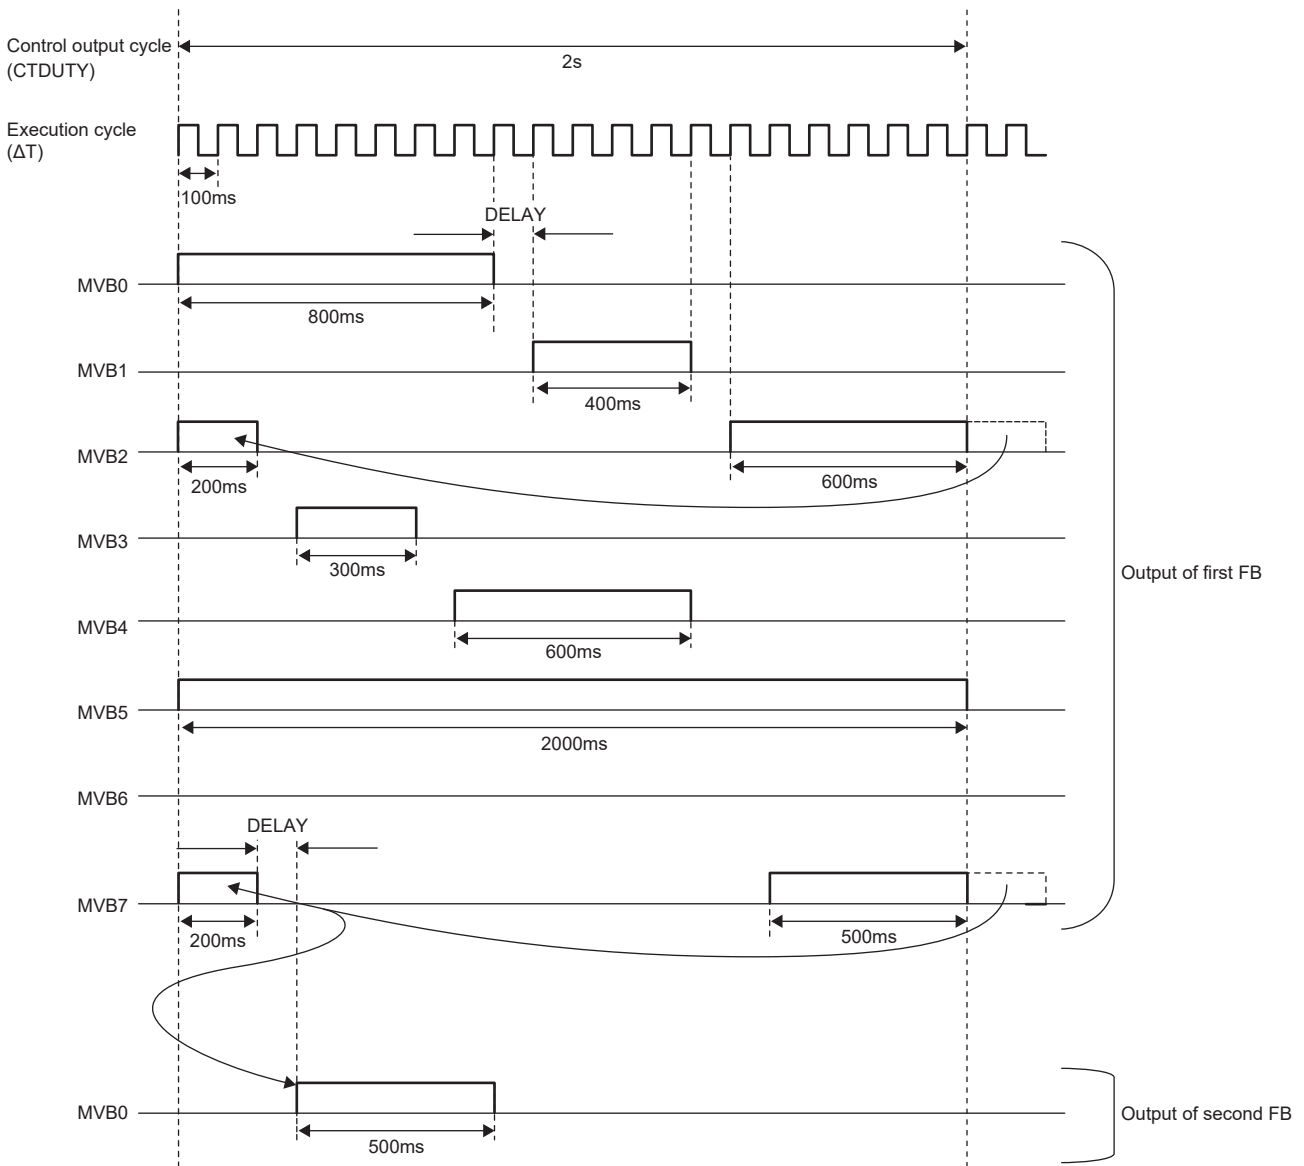 Control output cycle
(CTDUTY)
2s
Execution cycle
(ΔT)
100ms
DELAY
MVB0
800ms
MVB1
400ms
MVB2
200ms
600ms
MVB3
300ms
Output of first FB
MVB4
600ms
MVB5
2000ms
MVB6
DELAY
MVB7
200ms
500ms
MVB0
Output of second FB
500ms